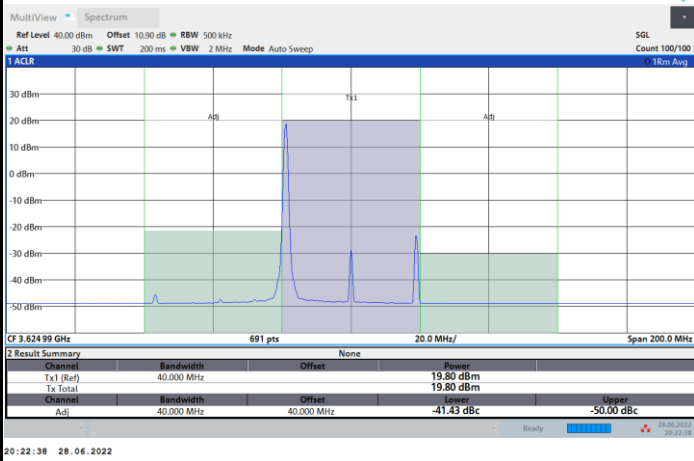 MultiView Spectrum
Ref Level 40.00 dBm Offset 10.90 dB RBW 500 kHz SGL
Att 30 dB SWT 200 ms VBW 2 MHz Mode Auto Sweep Count 100/100
1 ACLR 1Rm Avg
30 dBm
Tx1
20 dBm
Adj Adj
10 dBm
0 dBm
-10 dBm
-20 dBm
-30 dBm
-40 dBm
-50 dBm
CF 3.62499 GHz 691 pts 20.0 MHz/ Span 200.0 MHz
2 Result Summary None
Channel Bandwidth Offset Power
Tx1 (Ref) 40.000 MHz 19.80 dBm
Tx Total 19.80 dBm
Channel Bandwidth Offset Lower Upper
Adj 40.000 MHz 40.000 MHz -41.43 dBc -50.00 dBc
Ready 28.06.2022
20:22:38
20:22:38 28.06.2022